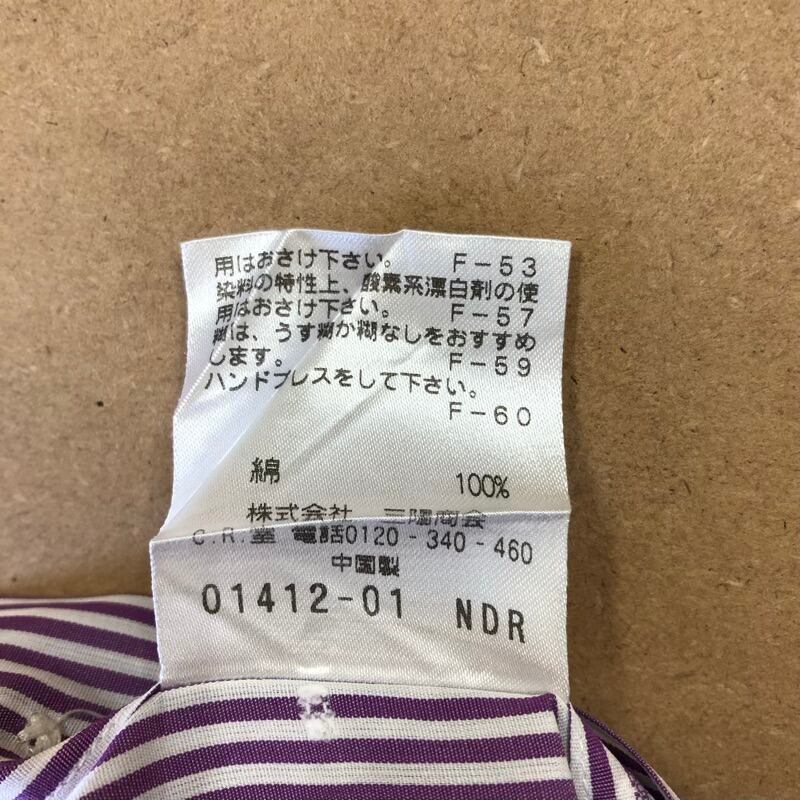 用はおさけ下さい。 F-53
染料の特性上、酸素系漂白剤の使
用はおさけ下さい。 F-57
糊は、うす糊か糊なしをおすすめ
します。 F-59
ハンドプレスをして下さい。
F-60
綿 100%
株式会社 三陽商会
C.R.室 電話0120-340-460
中国製
01412-01 NDR